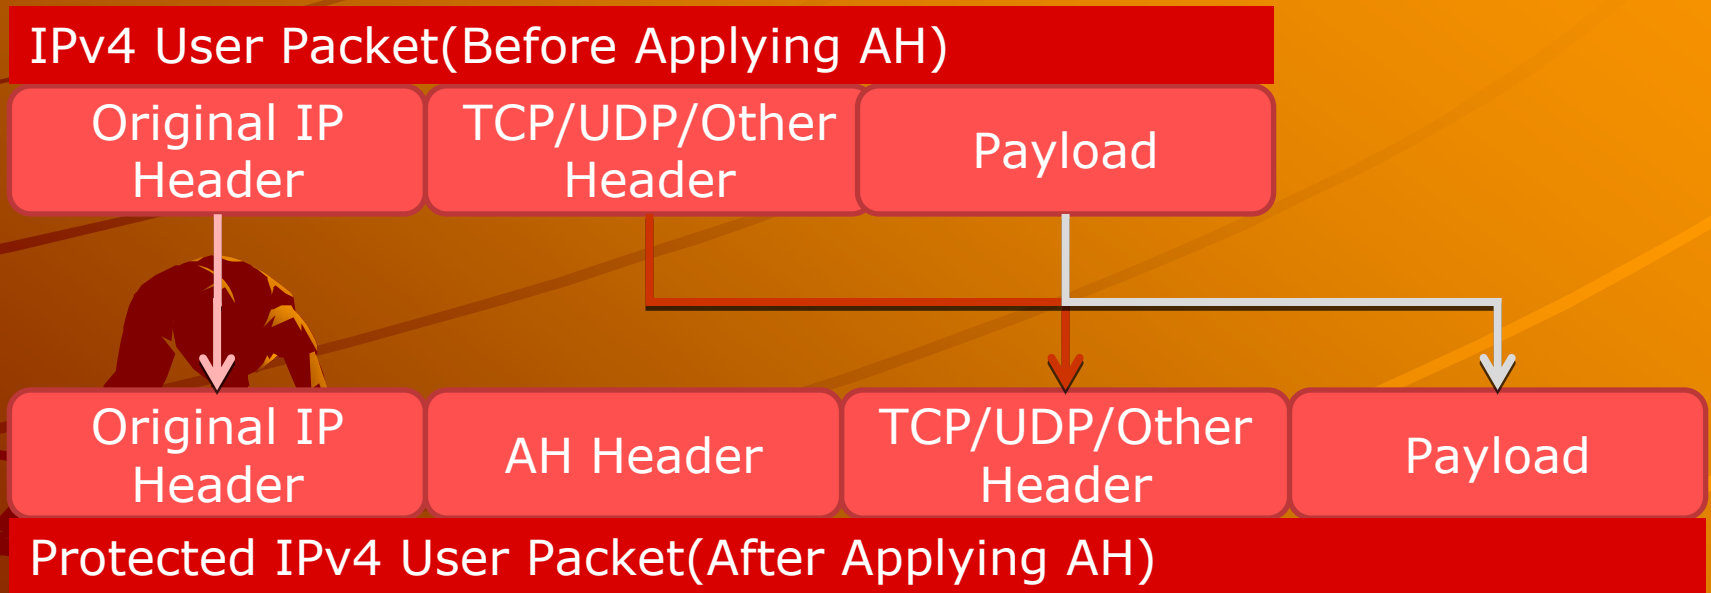 IPv4 User Packet(Before Applying AH)
Original IP
Header
TCP/UDP/Other
Header
Payload
Original IP
Header
AH Header
TCP/UDP/Other
Header
Payload
Protected IPv4 User Packet(After Applying AH)